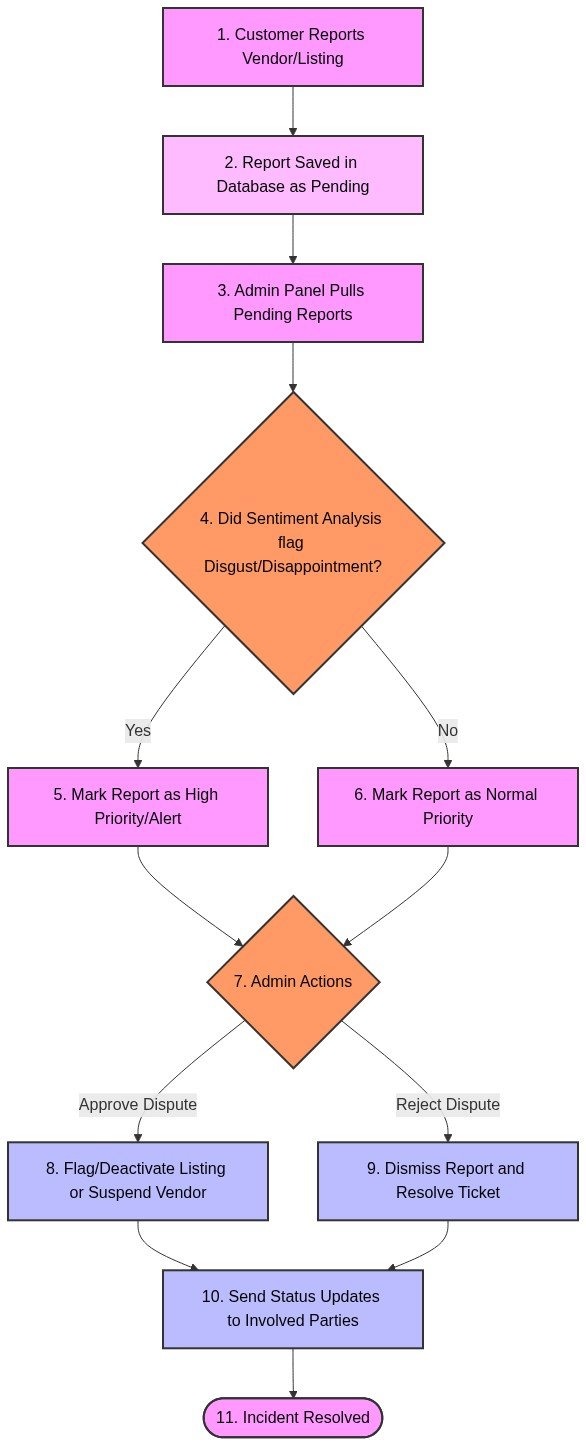 1. Customer Reports
Vendor/Listing
2. Report Saved in
Database as Pending
3. Admin Panel Pulls
Pending Reports
4. Did Sentiment Analysis
flag
Disgust/Disappointment?
Yes
No
5. Mark Report as High
Priority/Alert
6. Mark Report as Normal
Priority
7. Admin Actions
Approve Dispute
Reject Dispute
8. Flag/Deactivate Listing
or Suspend Vendor
9. Dismiss Report and
Resolve Ticket
10. Send Status Updates
to Involved Parties
11. Incident Resolved